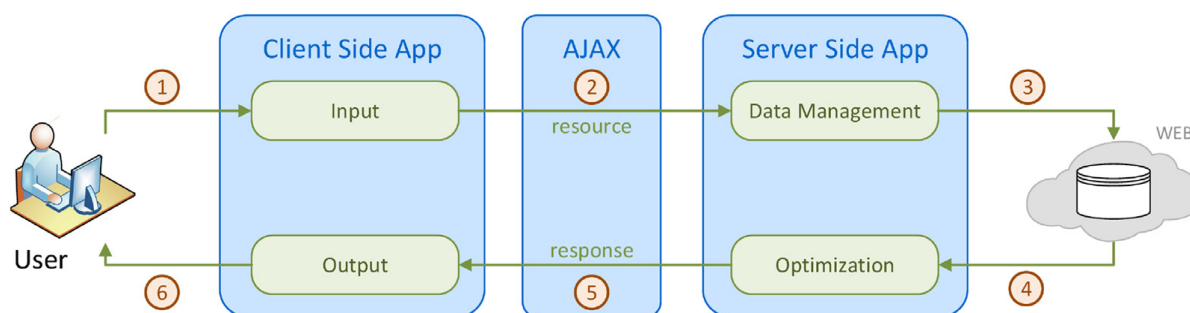 Client Side App
AJAX
Server Side App
1
2
3
Input
resource
Data Management
WEB
User
Output
response
Optimization
6
5
4